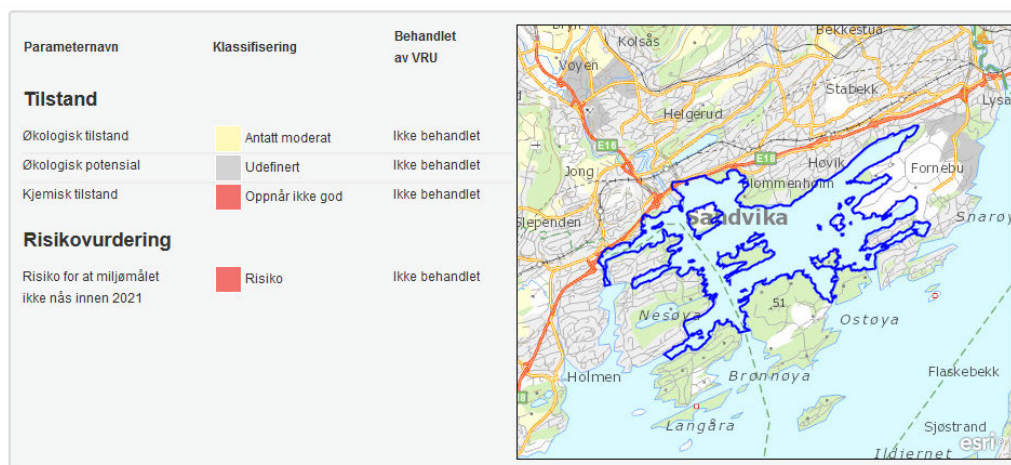 Parameternavn
Klassifisering
Behandlet
av VRU
Tilstand
Økologisk tilstand
Antatt moderat
Ikke behandlet
Økologisk potensial
Udefinert
Ikke behandlet
Kjemisk tilstand
Oppnår ikke god
Ikke behandlet
Risikovurdering
Risiko for at miljømålet
ikke nås innen 2021
Risiko
Ikke behandlet
Kolsås
Bekkestua
Vøyen
Stabekk
Lysa
Helgerud
E16
E18
Jong
Høvik
Fornebu
Blommenholm
Sandvika
Snarøy
Slependen
51
Nesøya
Ostøya
Holmen
Brønnøya
Flaskebekk
Langåra
Sjøstrand
Ildjernet
esri